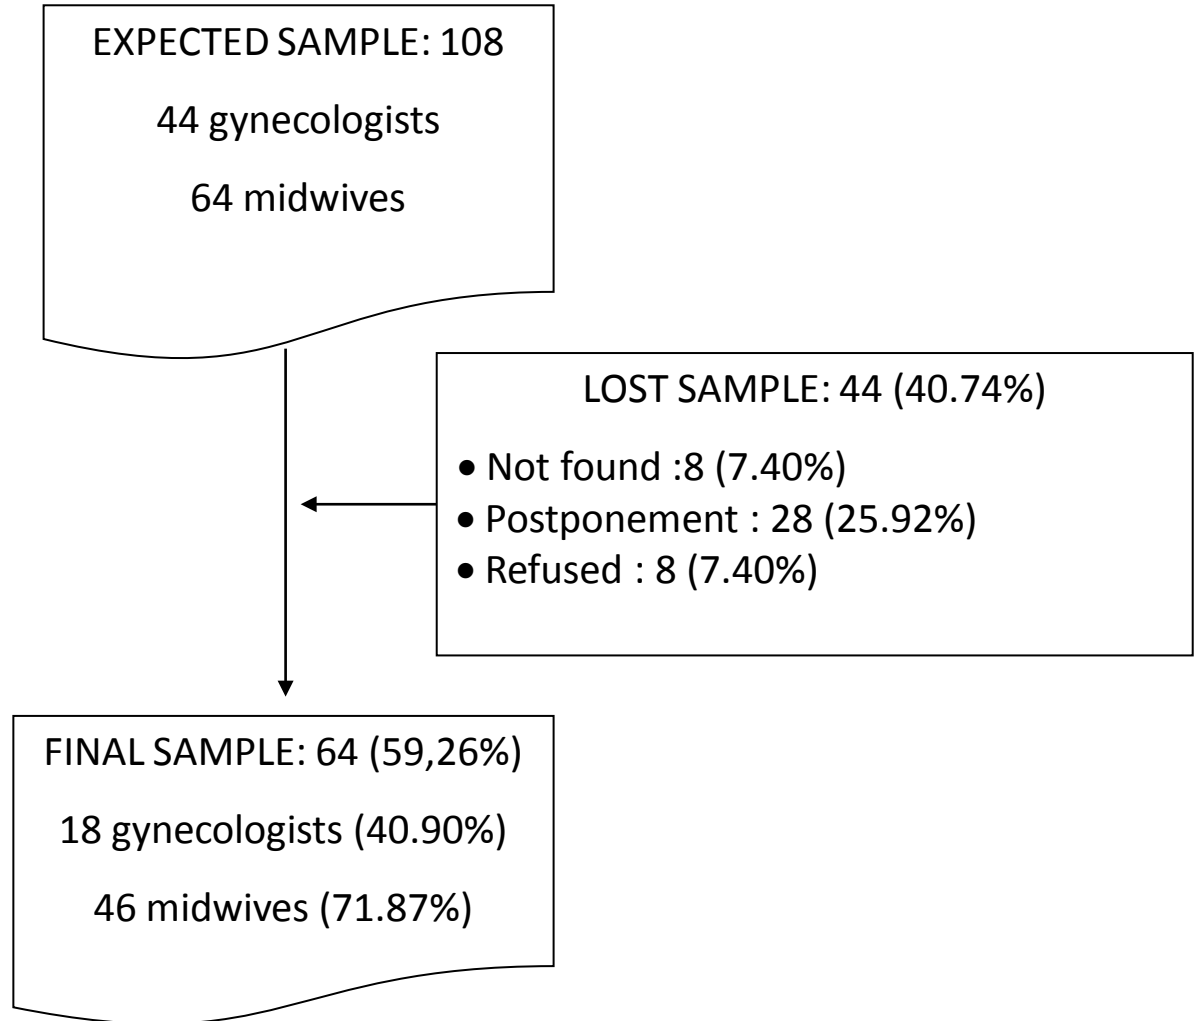 EXPECTED SAMPLE: 108
44 gynecologists
64 midwives
LOST SAMPLE: 44 (40.74%)
• Not found :8 (7.40%)
• Postponement : 28 (25.92%)
• Refused : 8 (7.40%)
FINAL SAMPLE: 64 (59,26%)
18 gynecologists (40.90%)
46 midwives (71.87%)